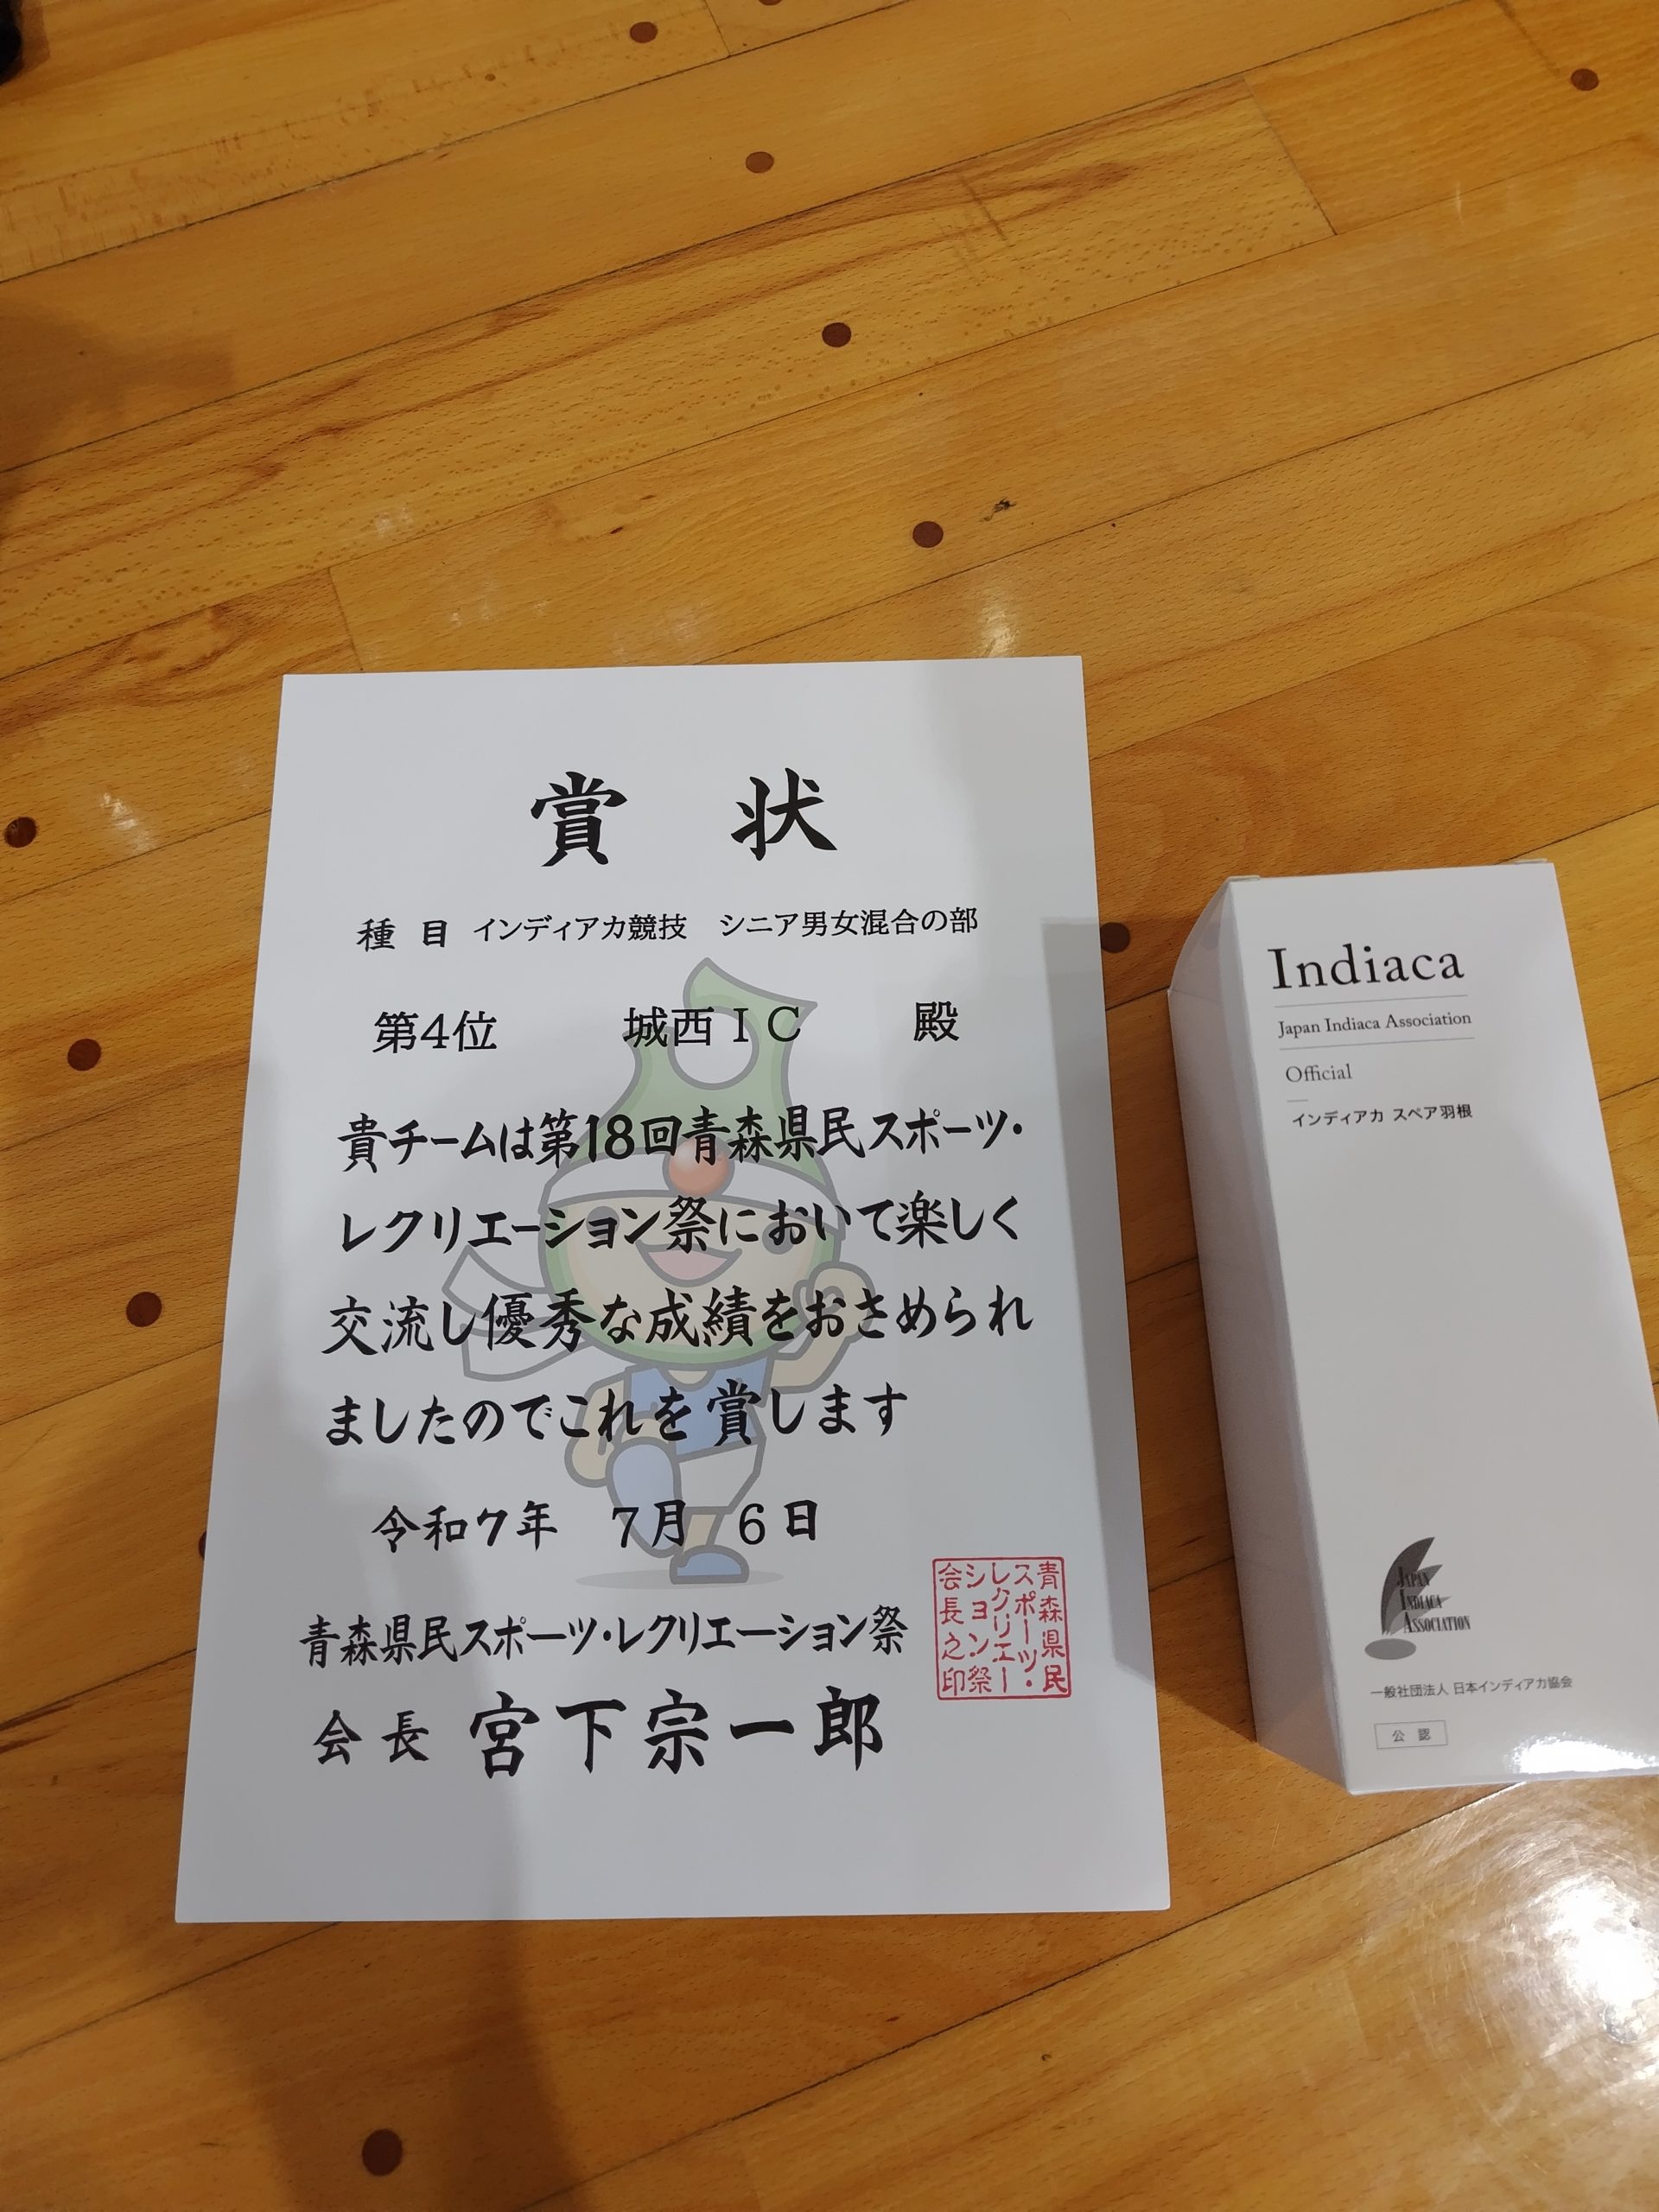 賞 状
種 目 インディアカ競技 シニア男女混合の部
第4位 城西IC 殿
貴チームは第18回青森県民スポーツ・
レクリエーション祭において楽しく
交流し優秀な成績をおさめられ
ましたのでこれを賞します
令和7年 7月 6日
青森県民スポーツ・レクリエーション祭
会長 宮下宗一郎
青森県民
スポーツ・
レクリエー
ション祭
会長之印
Indiaca
Japan Indiaca Association
Official
インディアカ スペア羽根
JAPAN
INDIACA
ASSOCIATION
一般社団法人 日本インディアカ協会
公 認